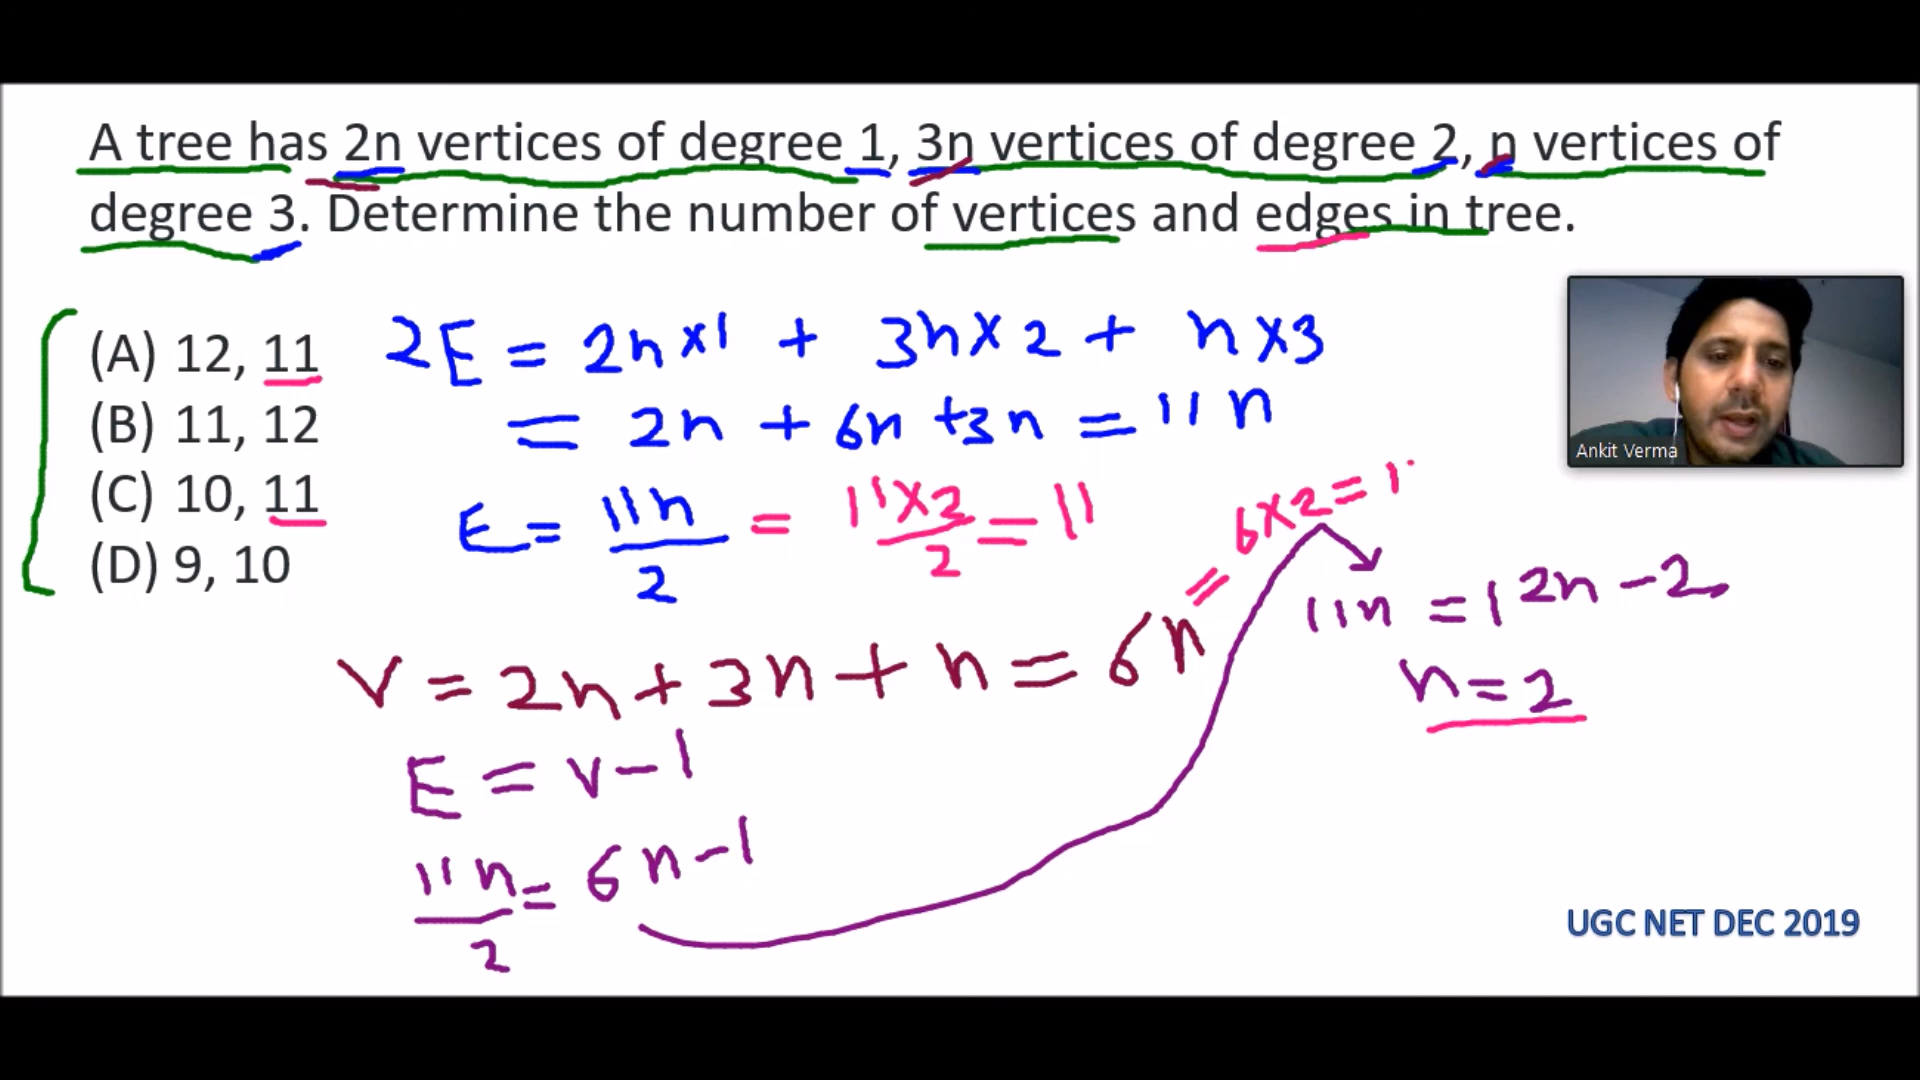 A tree has 2n vertices of degree 1, 3n vertices of degree 2, n vertices of
degree 3. Determine the number of vertices and edges in tree.
(A) 12, 11
(B) 11, 12
(C) 10, 11
(D) 9, 10
2E = 2n×1 + 3n×2 + n×3
= 2n + 6n + 3n = 11n
E = 11n/2 = 11×2/2 = 11
V = 2n + 3n + n = 6n = 6×2 = 1
E = V - 1
11n/2 = 6n - 1
11n = 12n - 2
n = 2
Ankit Verma
UGC NET DEC 2019